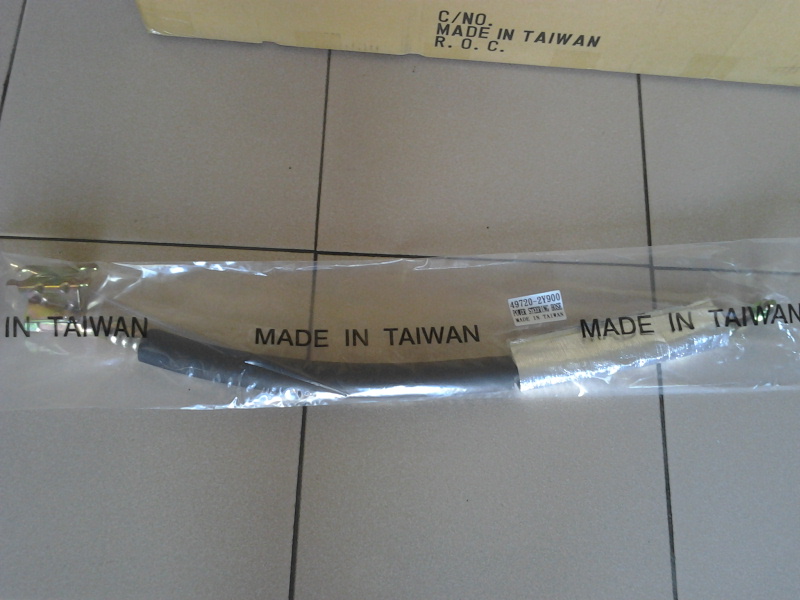 C/NO.
MADE IN TAIWAN
R. O. C.
49720-2Y900
POWER STEERING HOSE
MADE IN TAIWAN
IN TAIWAN
MADE IN TAIWAN
MADE IN TAIWAN